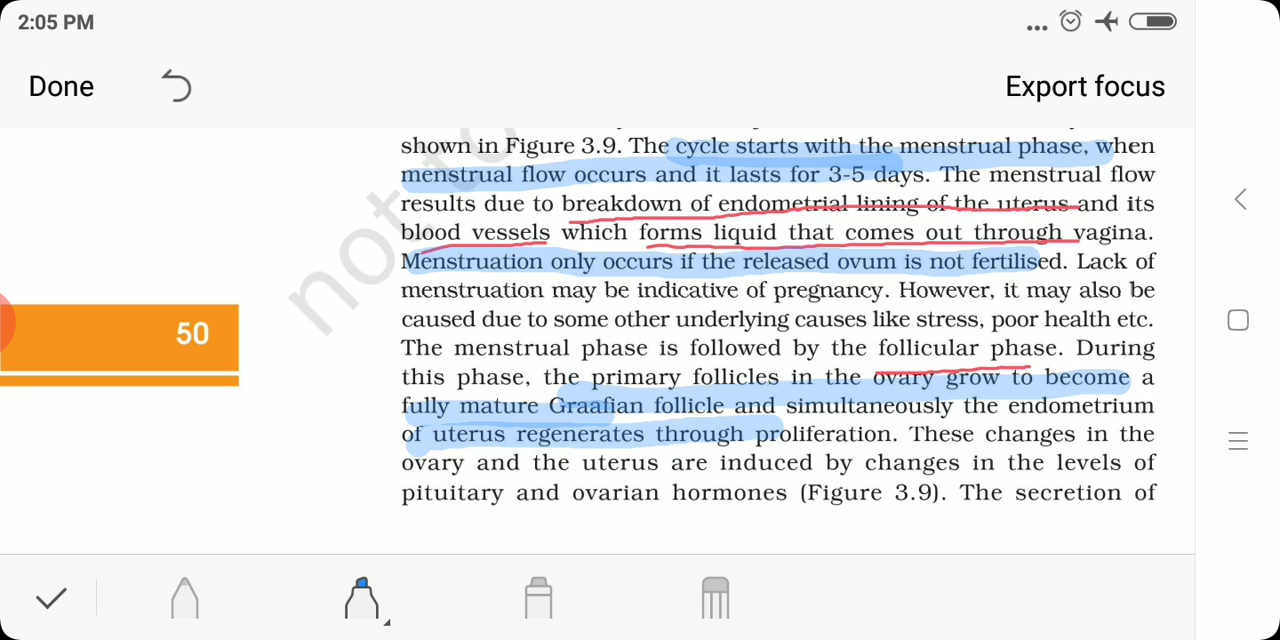 2:05 PM
Done
Export focus
not to
shown in Figure 3.9. The cycle starts with the menstrual phase, when
menstrual flow occurs and it lasts for 3-5 days. The menstrual flow
results due to breakdown of endometrial lining of the uterus and its
blood vessels which forms liquid that comes out through vagina.
Menstruation only occurs if the released ovum is not fertilised. Lack of
menstruation may be indicative of pregnancy. However, it may also be
caused due to some other underlying causes like stress, poor health etc.
The menstrual phase is followed by the follicular phase. During
this phase, the primary follicles in the ovary grow to become a
fully mature Graafian follicle and simultaneously the endometrium
of uterus regenerates through proliferation. These changes in the
ovary and the uterus are induced by changes in the levels of
pituitary and ovarian hormones (Figure 3.9). The secretion of
50